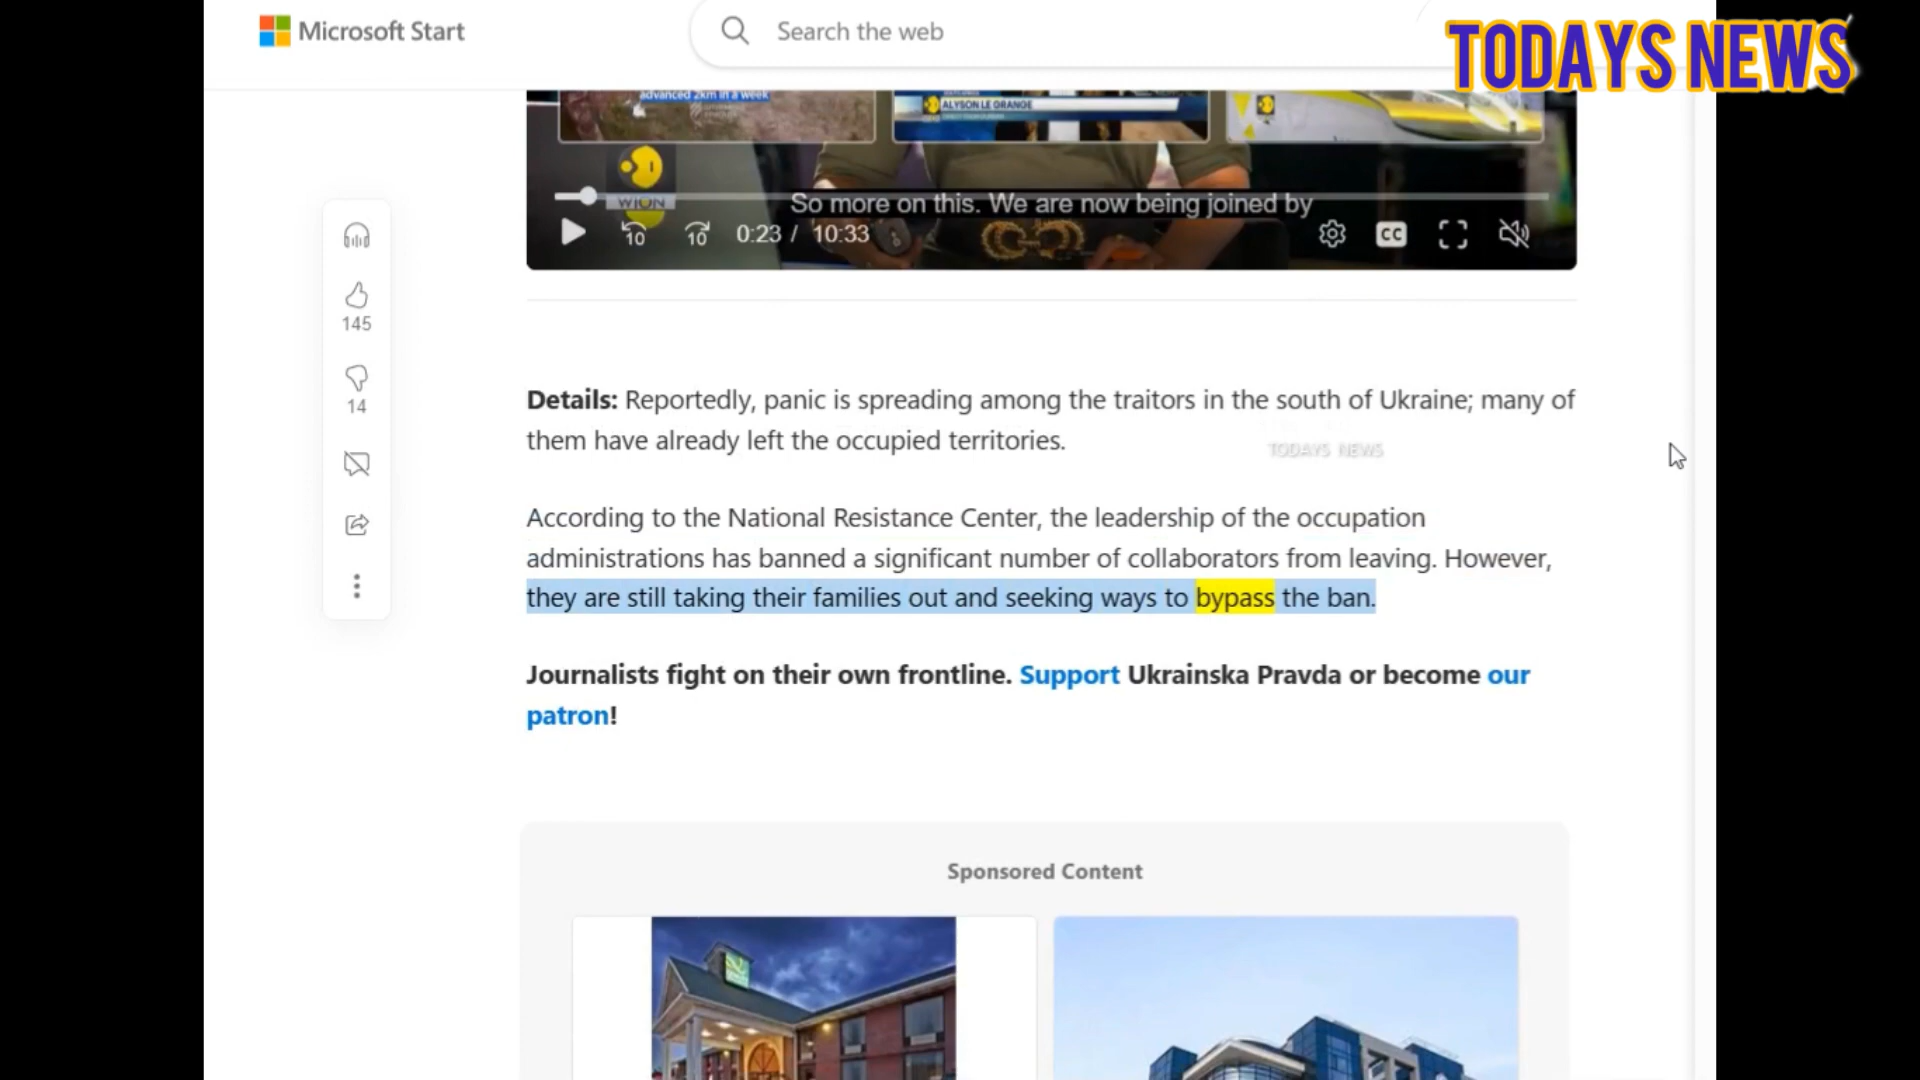 Microsoft Start
Search the web
TODAYS NEWS
advanced 2km in a week
ALYSON LE GRANGE
WION
So more on this. We are now being joined by
10
10
0:23 / 10:33
CC
145
14
Details: Reportedly, panic is spreading among the traitors in the south of Ukraine; many of
them have already left the occupied territories.
TODAYS NEWS
According to the National Resistance Center, the leadership of the occupation
administrations has banned a significant number of collaborators from leaving. However,
they are still taking their families out and seeking ways to bypass the ban.
Journalists fight on their own frontline. Support Ukrainska Pravda or become our
patron!
Sponsored Content